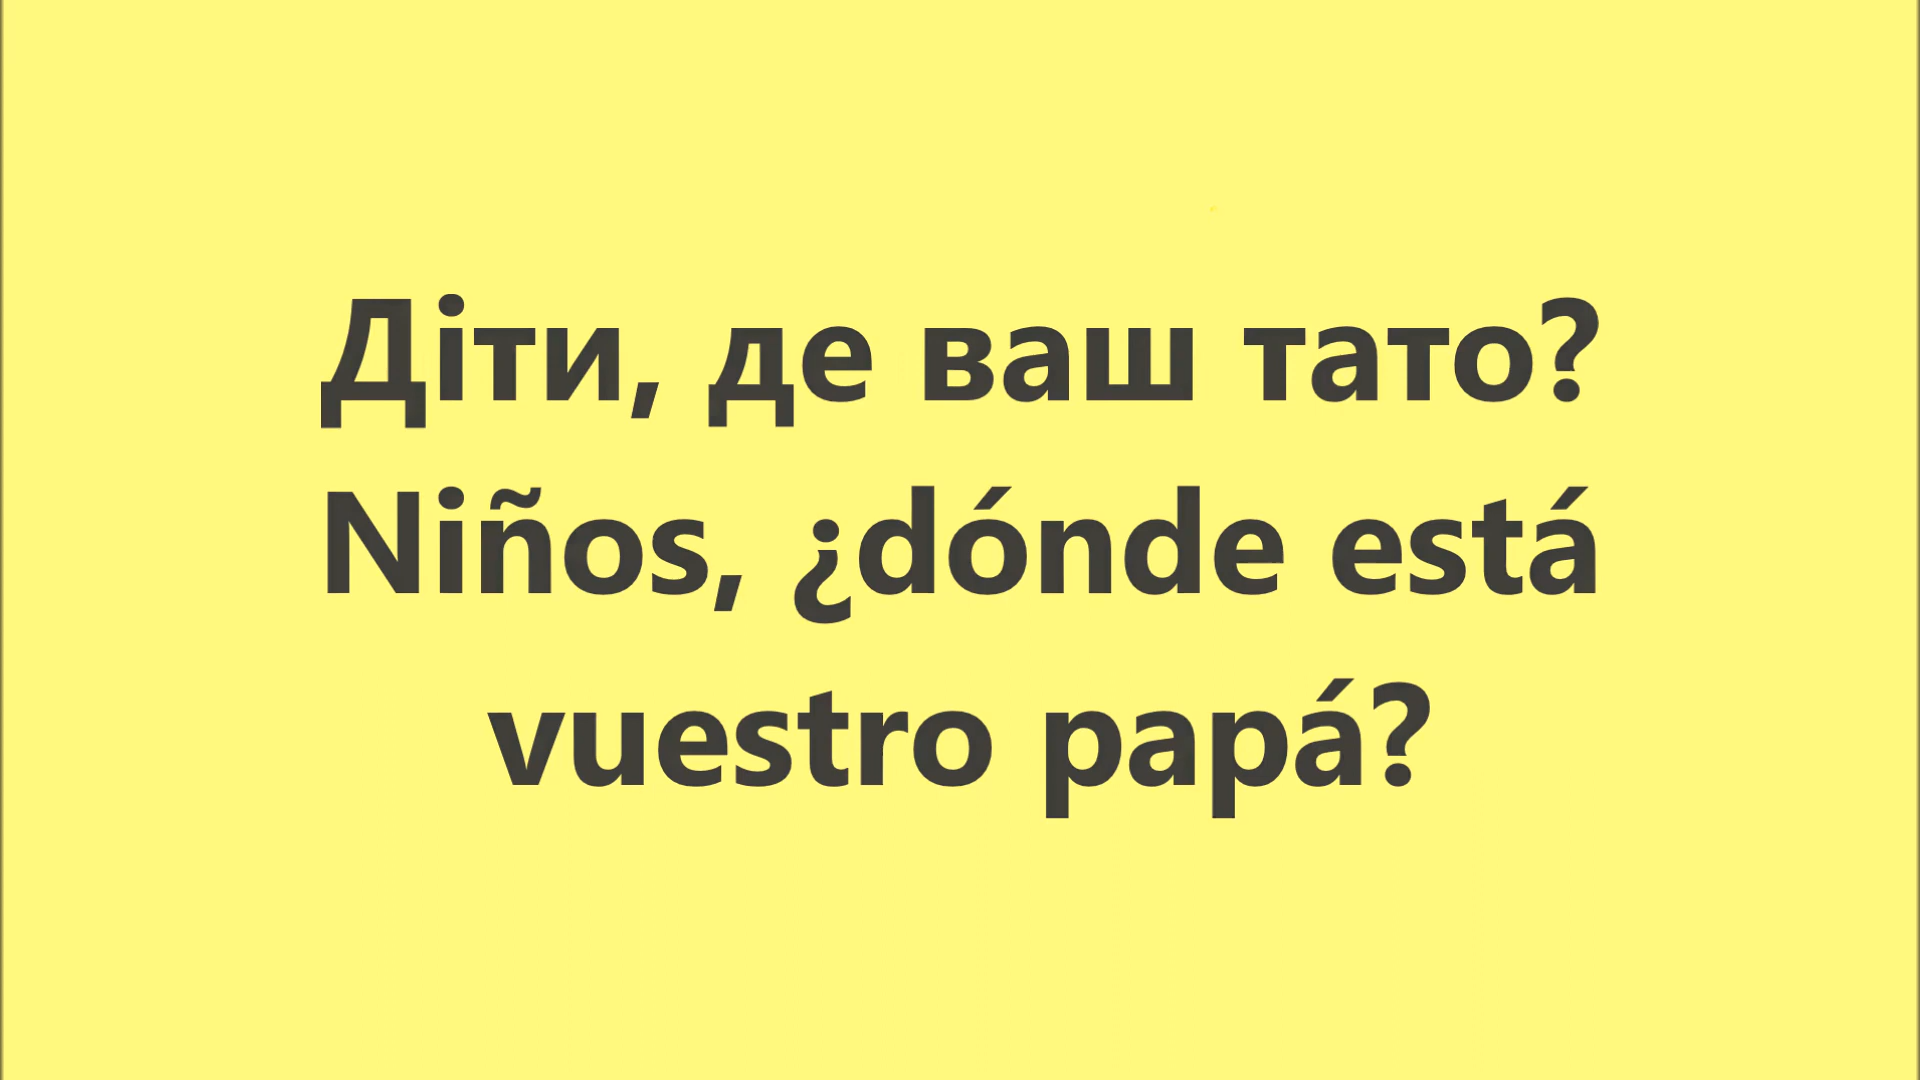 Діти, де ваш тато?
Niños, ¿dónde está
vuestro papá?